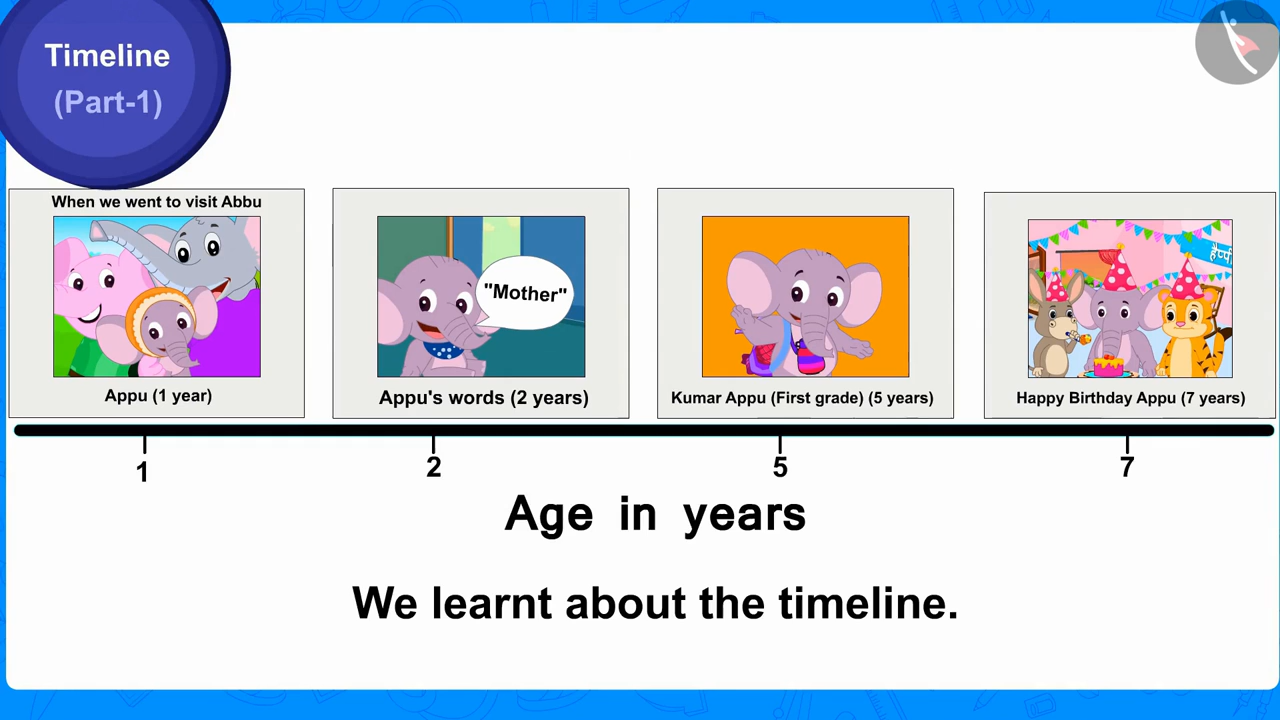 Timeline
(Part-1)
When we went to visit Abbu
Appu (1 year)
"Mother"
Appu's words (2 years)
Kumar Appu (First grade) (5 years)
हैप्पी
Happy Birthday Appu (7 years)
1
2
5
7
Age in years
We learnt about the timeline.